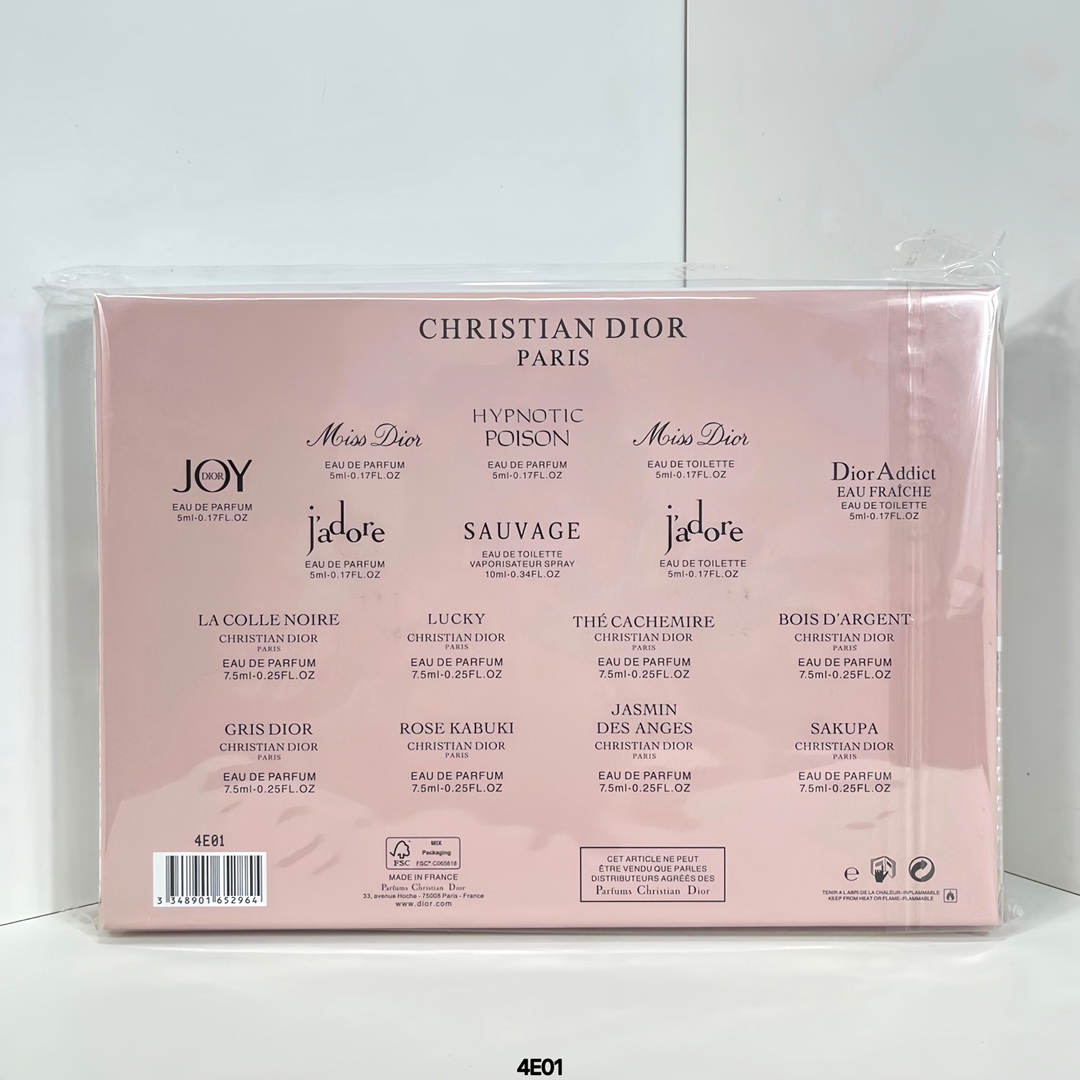 CHRISTIAN DIOR
PARIS
JOY
DIOR
EAU DE PARFUM
5ml-0.17FL.OZ
Miss Dior
EAU DE PARFUM
5ml-0.17FL.OZ
HYPNOTIC
POISON
EAU DE PARFUM
5ml-0.17FL.OZ
Miss Dior
EAU DE TOILETTE
5ml-0.17FL.OZ
Dior Addict
EAU FRAÎCHE
EAU DE TOILETTE
5ml-0.17FL.OZ
j'adore
EAU DE PARFUM
5ml-0.17FL.OZ
SAUVAGE
EAU DE TOILETTE
VAPORISATEUR SPRAY
10ml-0.34FL.OZ
j'adore
EAU DE TOILETTE
5ml-0.17FL.OZ
LA COLLE NOIRE
CHRISTIAN DIOR
PARIS
EAU DE PARFUM
7.5ml-0.25FL.OZ
LUCKY
CHRISTIAN DIOR
PARIS
EAU DE PARFUM
7.5ml-0.25FL.OZ
THÉ CACHEMIRE
CHRISTIAN DIOR
PARIS
EAU DE PARFUM
7.5ml-0.25FL.OZ
BOIS D'ARGENT
CHRISTIAN DIOR
PARIS
EAU DE PARFUM
7.5ml-0.25FL.OZ
GRIS DIOR
CHRISTIAN DIOR
PARIS
EAU DE PARFUM
7.5ml-0.25FL.OZ
ROSE KABUKI
CHRISTIAN DIOR
PARIS
EAU DE PARFUM
7.5ml-0.25FL.OZ
JASMIN
DES ANGES
CHRISTIAN DIOR
PARIS
EAU DE PARFUM
7.5ml-0.25FL.OZ
SAKUPA
CHRISTIAN DIOR
PARIS
EAU DE PARFUM
7.5ml-0.25FL.OZ
4E01
3 348901 652964
FSC
MIX
Packaging
FSC® C065618
MADE IN FRANCE
Parfums Christian Dior
33, avenue Hoche - 75008 Paris - France
www.dior.com
CET ARTICLE NE PEUT
ÊTRE VENDU QUE PARLES
DISTRIBUTEURS AGRÉÉS DES
Parfums Christian Dior
e
TENIR A LABRI DE LA CHALEUR-INFLAMMABLE
KEEP FROM HEAT OR FLAME-FLAMMABLE
4E01